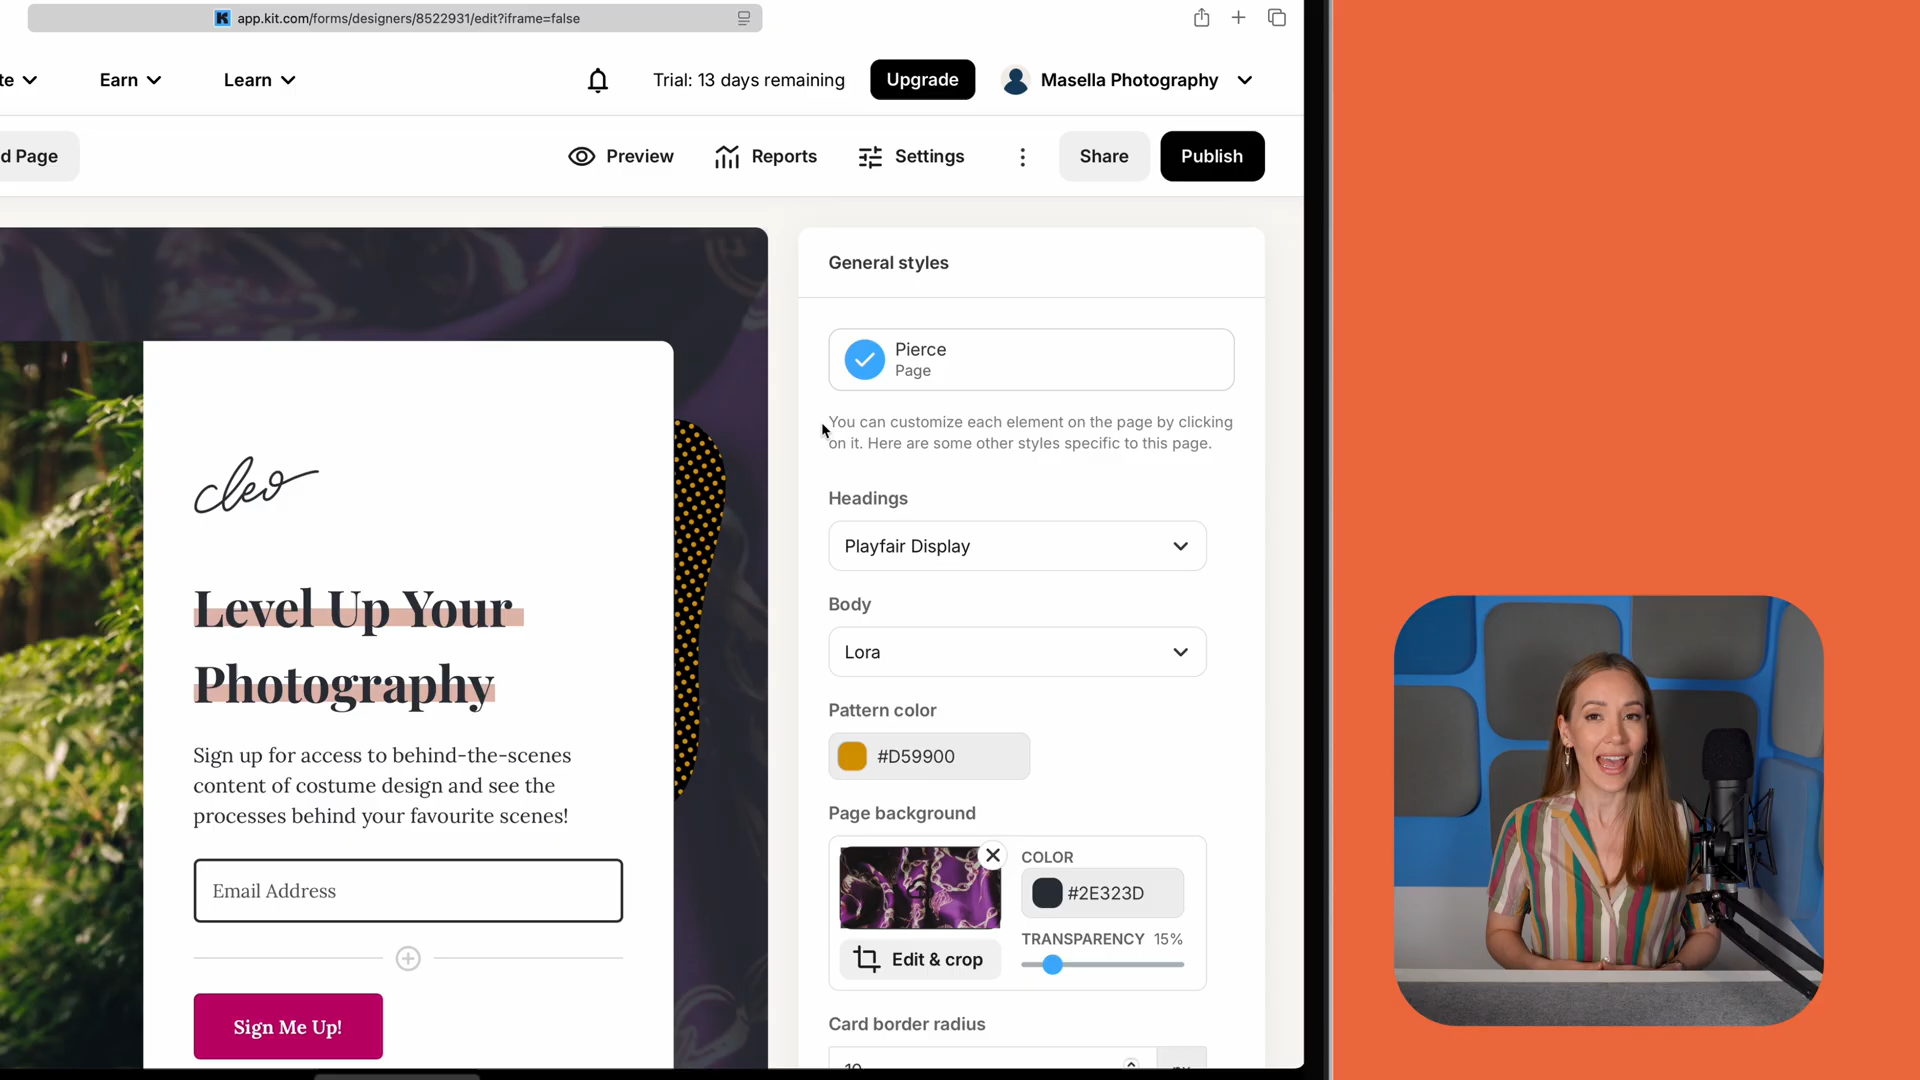 app.kit.com/forms/designers/8522931/edit?iframe=false
te
Earn
Learn
Trial: 13 days remaining
Upgrade
Masella Photography
d Page
Preview
Reports
Settings
Share
Publish
cleo
Level Up Your
Photography
Sign up for access to behind-the-scenes
content of costume design and see the
processes behind your favourite scenes!
Email Address
Sign Me Up!
General styles
Pierce
Page
You can customize each element on the page by clicking
on it. Here are some other styles specific to this page.
Headings
Playfair Display
Body
Lora
Pattern color
#D59900
Page background
COLOR
#2E323D
TRANSPARENCY 15%
Edit & crop
Card border radius